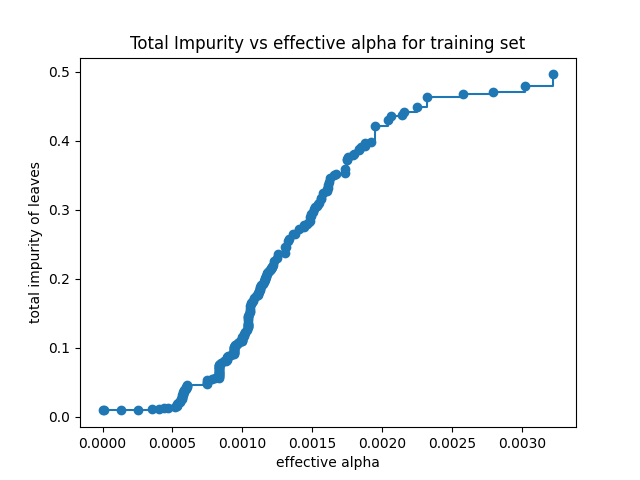 Total Impurity vs effective alpha for training set
0.5
0.4
0.3
0.2
0.1
0.0
total impurity of leaves
0.0000 0.0005 0.0010 0.0015 0.0020 0.0025 0.0030
effective alpha